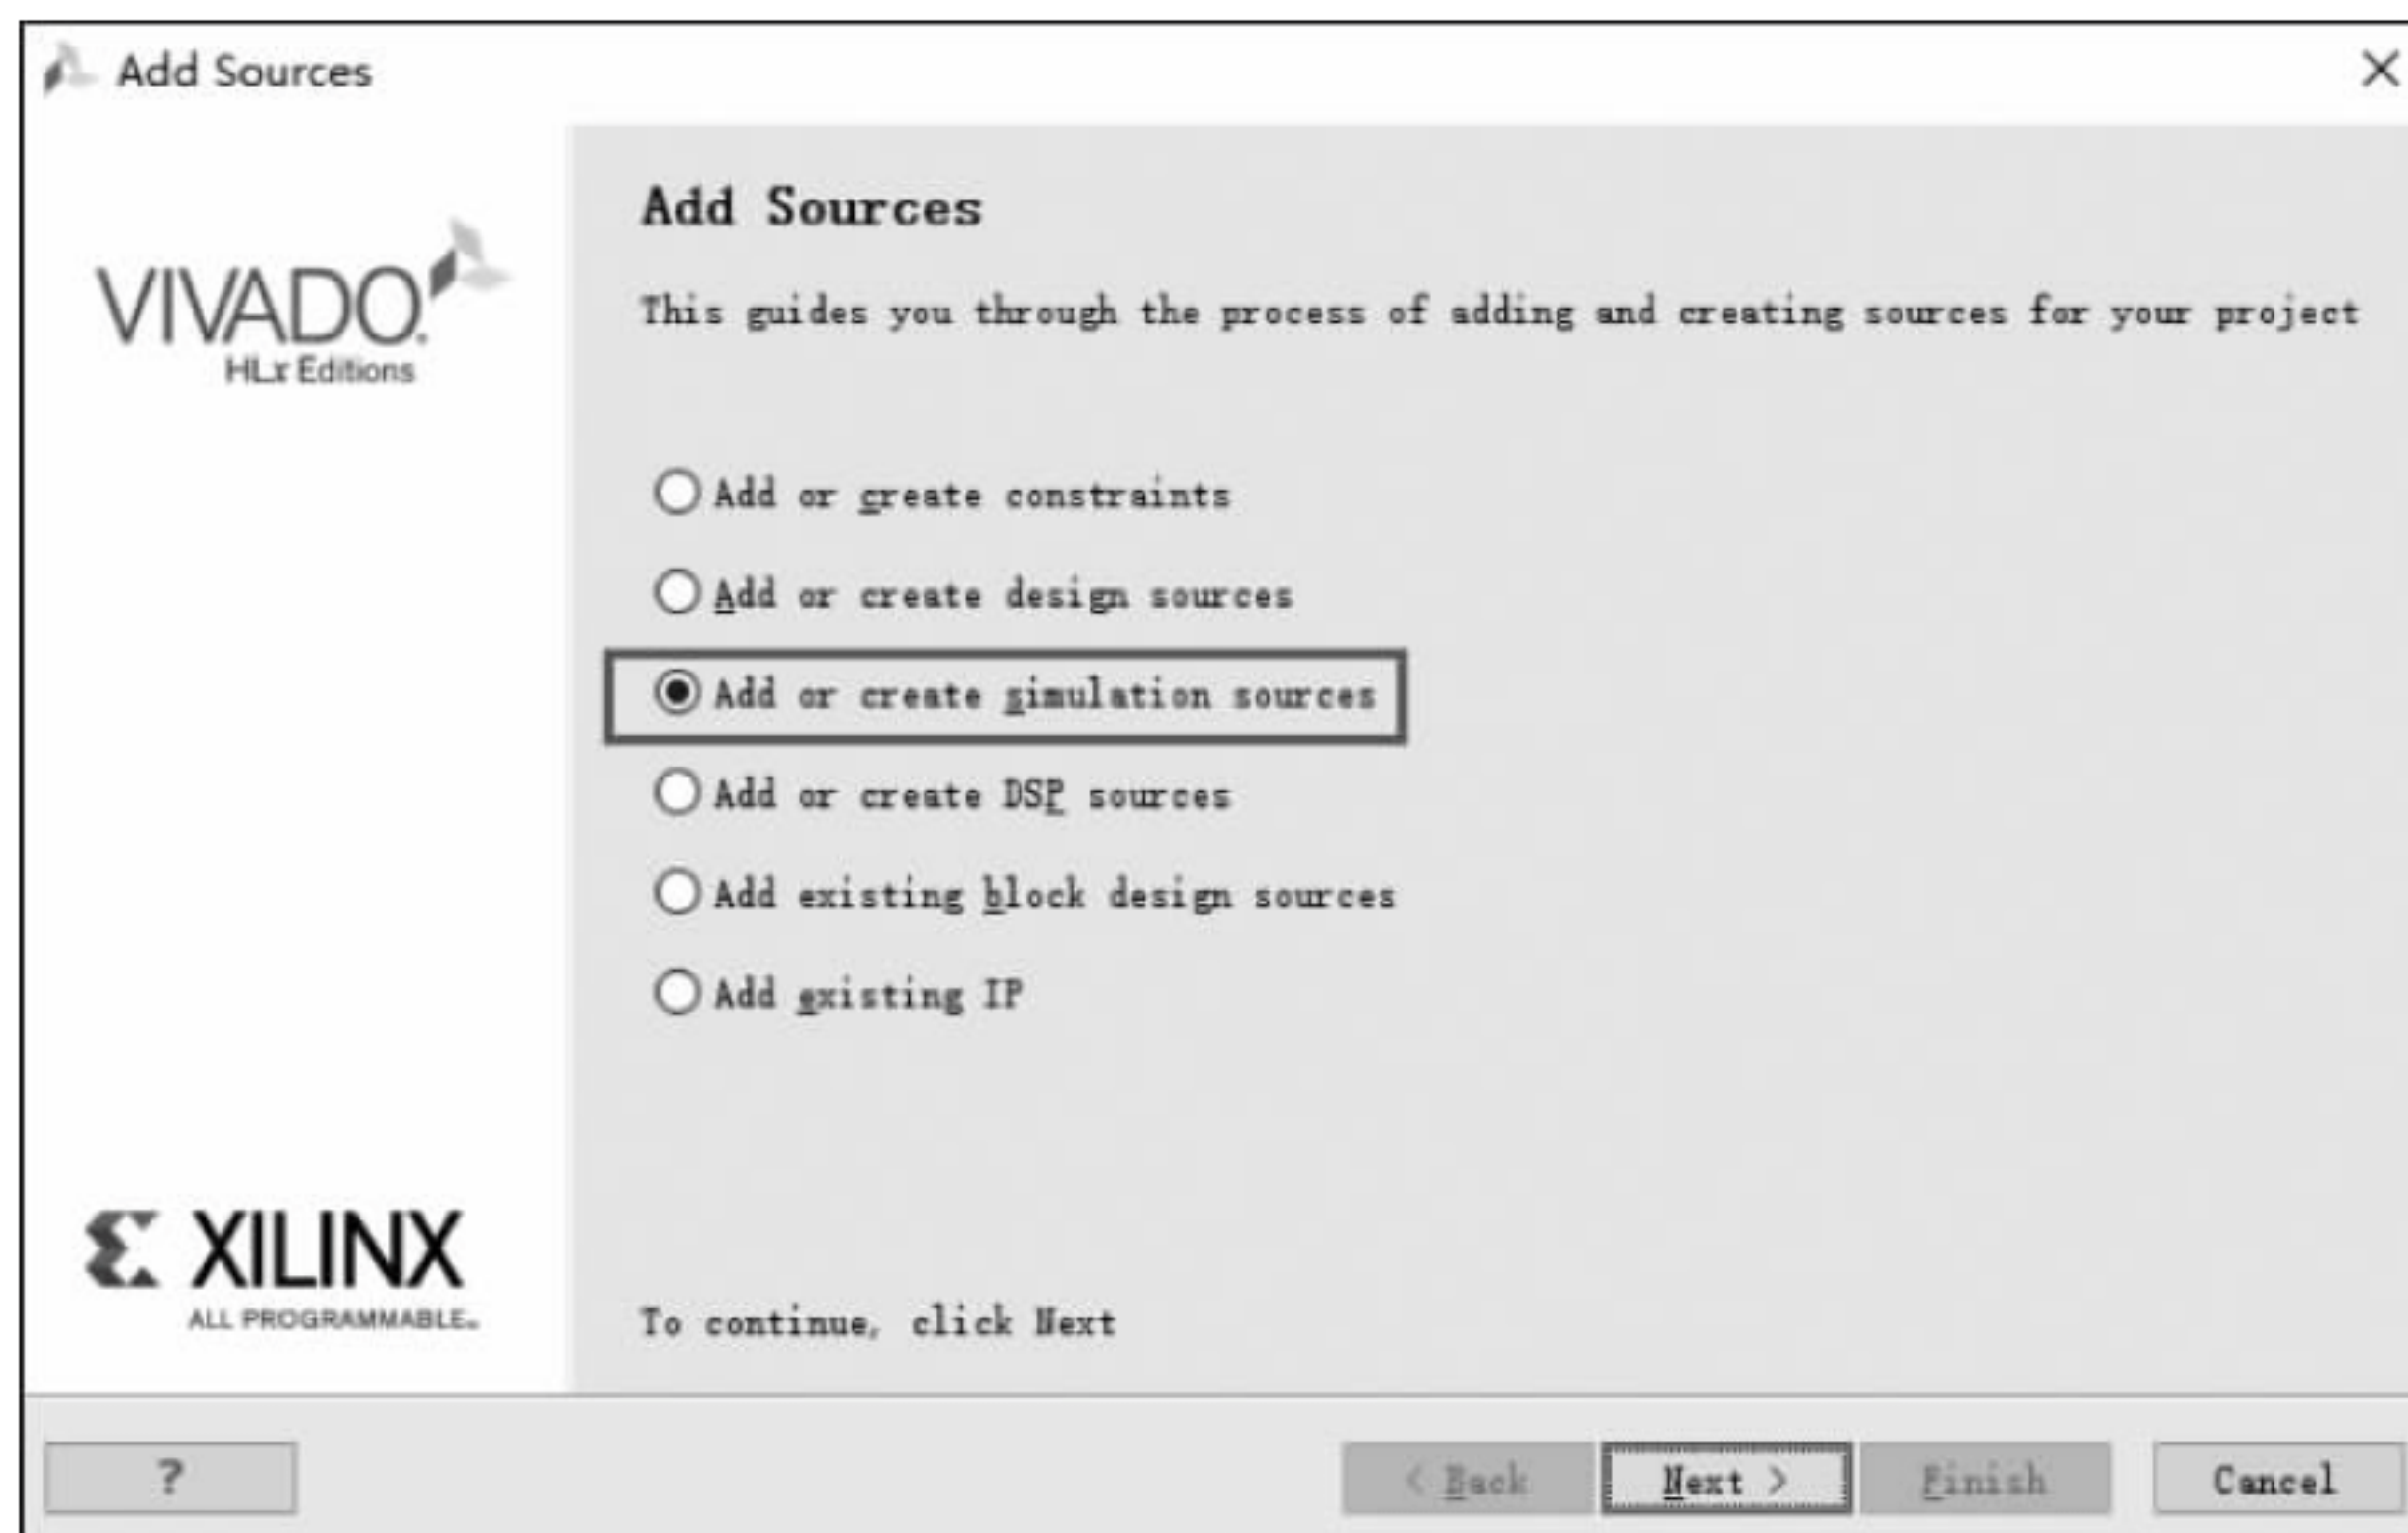 Add Sources
VIVADO.
HLx Editions
Add Sources
This guides you through the process of adding and creating sources for your project
Add or create constraints
Add or create design sources
Add or create simulation sources
Add or create DSP sources
Add existing block design sources
Add existing IP
XILINX
ALL PROGRAMMABLE.
To continue, click Next
?
< Back
Next >
Finish
Cancel